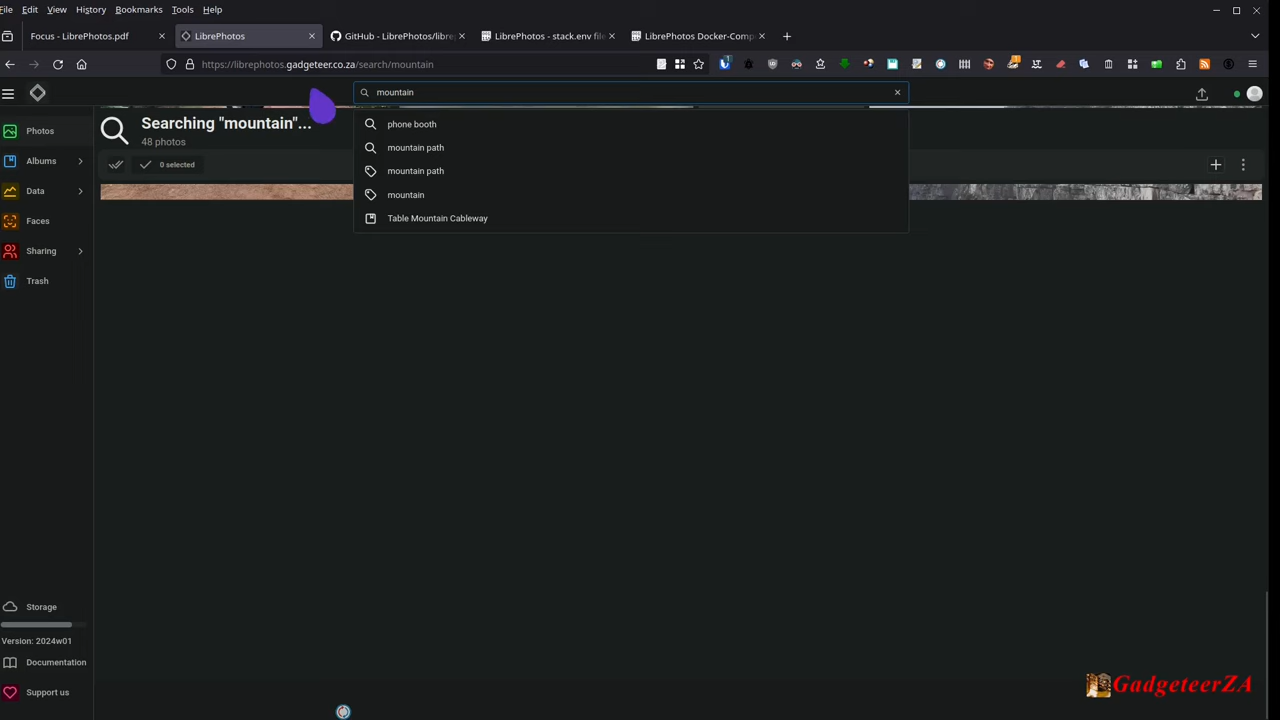 File Edit View History Bookmarks Tools Help
Focus - LibrePhotos.pdf LibrePhotos GitHub - LibrePhotos/libre LibrePhotos - stack.env file LibrePhotos Docker-Comp
https://librephotos.gadgeteer.co.za/search/mountain
mountain
Searching "mountain"...
48 photos
0 selected
phone booth
mountain path
mountain path
mountain
Table Mountain Cableway
Photos
Albums
Data
Faces
Sharing
Trash
Storage
Version: 2024w01
Documentation
Support us
GadgeteerZA